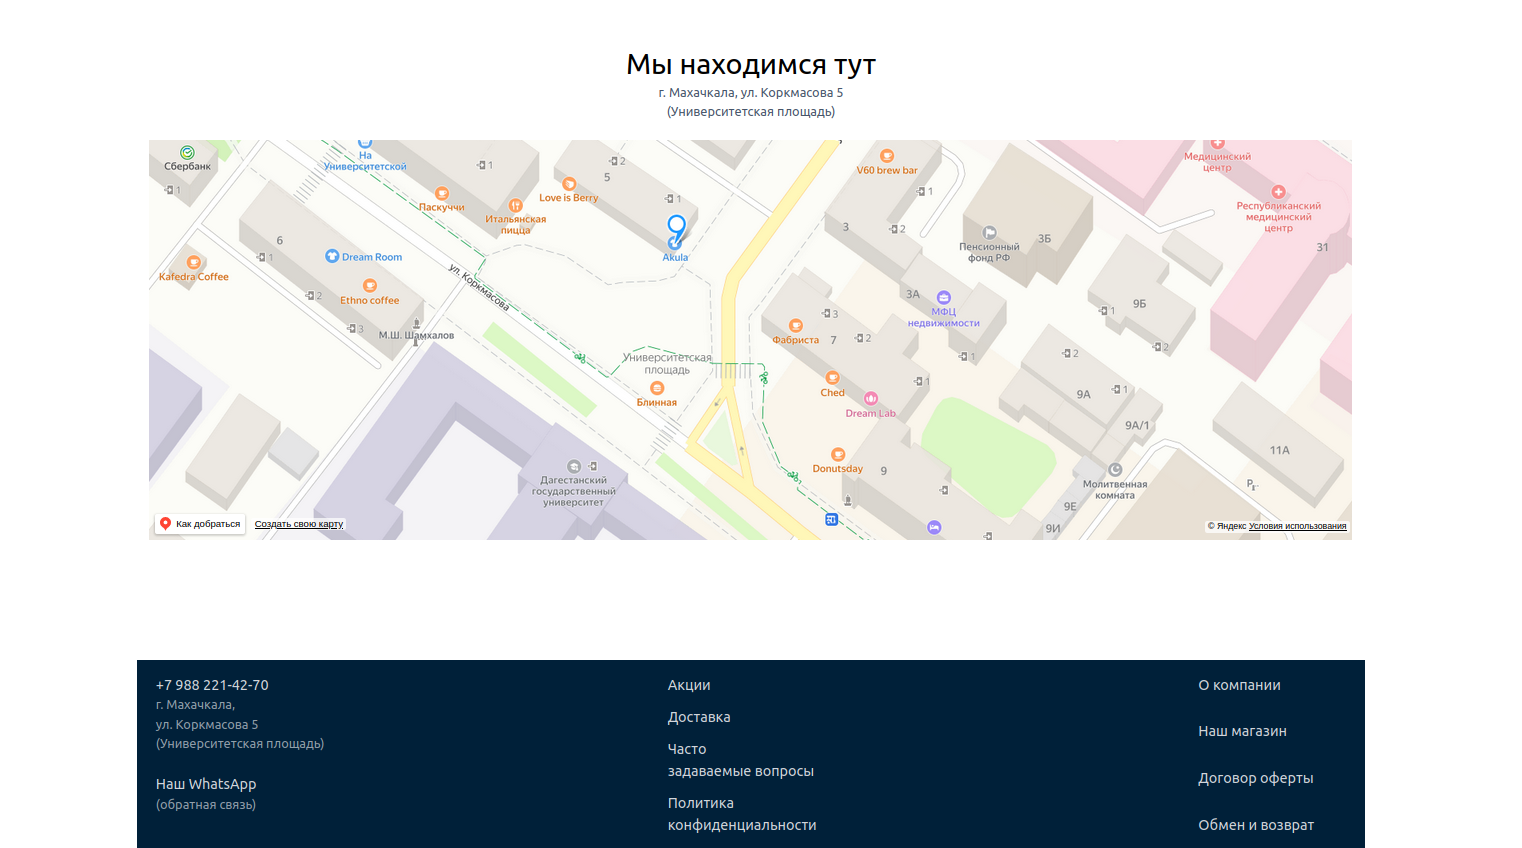 Мы находимся тут
г. Махачкала, ул. Коркмасова 5
(Университетская площадь)
Сбербанк
1
На
Университетской
1
Паскуччи
Итальянская
пицца
5
2
Love is Berry
1
Akula
V60 brew bar
1
3
2
Медицинский
центр
Республиканский
медицинский
центр
31
Пенсионный
фонд РФ
3Б
6
1
Dream Room
Kafedra Coffee
2
Ethno coffee
3
М.Ш. Шамхалов
ул. Коркмасова
3А
МФЦ
недвижимости
1
9Б
1
2
3
Фабриста
7
2
Университетская
площадь
Блинная
Ched
1
Dream Lab
2
9А
1
9А/1
11А
Donutsday
9
Дагестанский
государственный
университет
Молитвенная
комната
P
9Е
9И
Как добраться
Создать свою карту
© Яндекс Условия использования
+7 988 221-42-70
г. Махачкала,
ул. Коркмасова 5
(Университетская площадь)
Наш WhatsApp
(обратная связь)
Акции
Доставка
Часто
задаваемые вопросы
Политика
конфиденциальности
О компании
Наш магазин
Договор оферты
Обмен и возврат